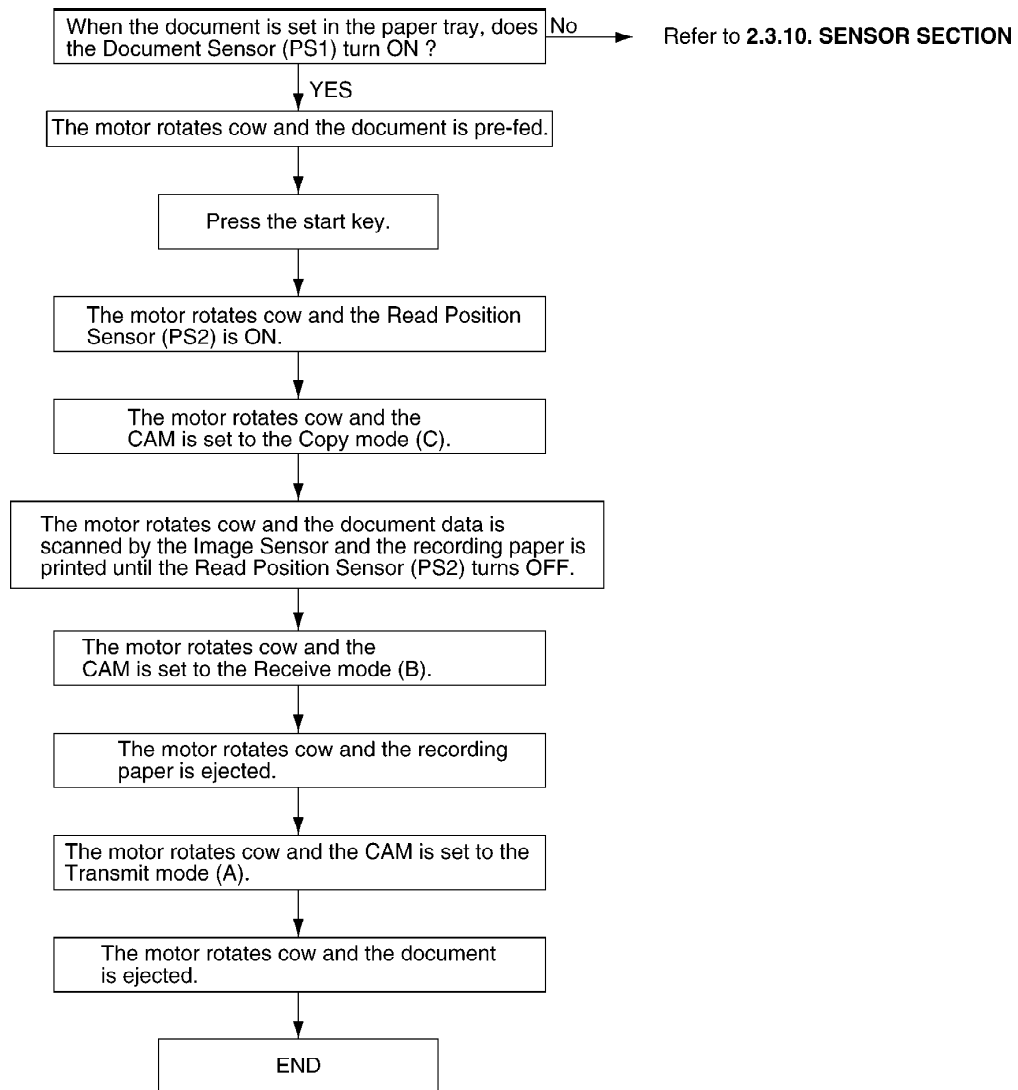 When the document is set in the paper tray, does
the Document Sensor (PS1) turn ON ?
No
Refer to 2.3.10. SENSOR SECTION
YES
The motor rotates cow and the document is pre-fed.
Press the start key.
The motor rotates cow and the Read Position
Sensor (PS2) is ON.
The motor rotates cow and the
CAM is set to the Copy mode (C).
The motor rotates cow and the document data is
scanned by the Image Sensor and the recording paper is
printed until the Read Position Sensor (PS2) turns OFF.
The motor rotates cow and the
CAM is set to the Receive mode (B).
The motor rotates cow and the recording
paper is ejected.
The motor rotates cow and the CAM is set to the
Transmit mode (A).
The motor rotates cow and the document
is ejected.
END